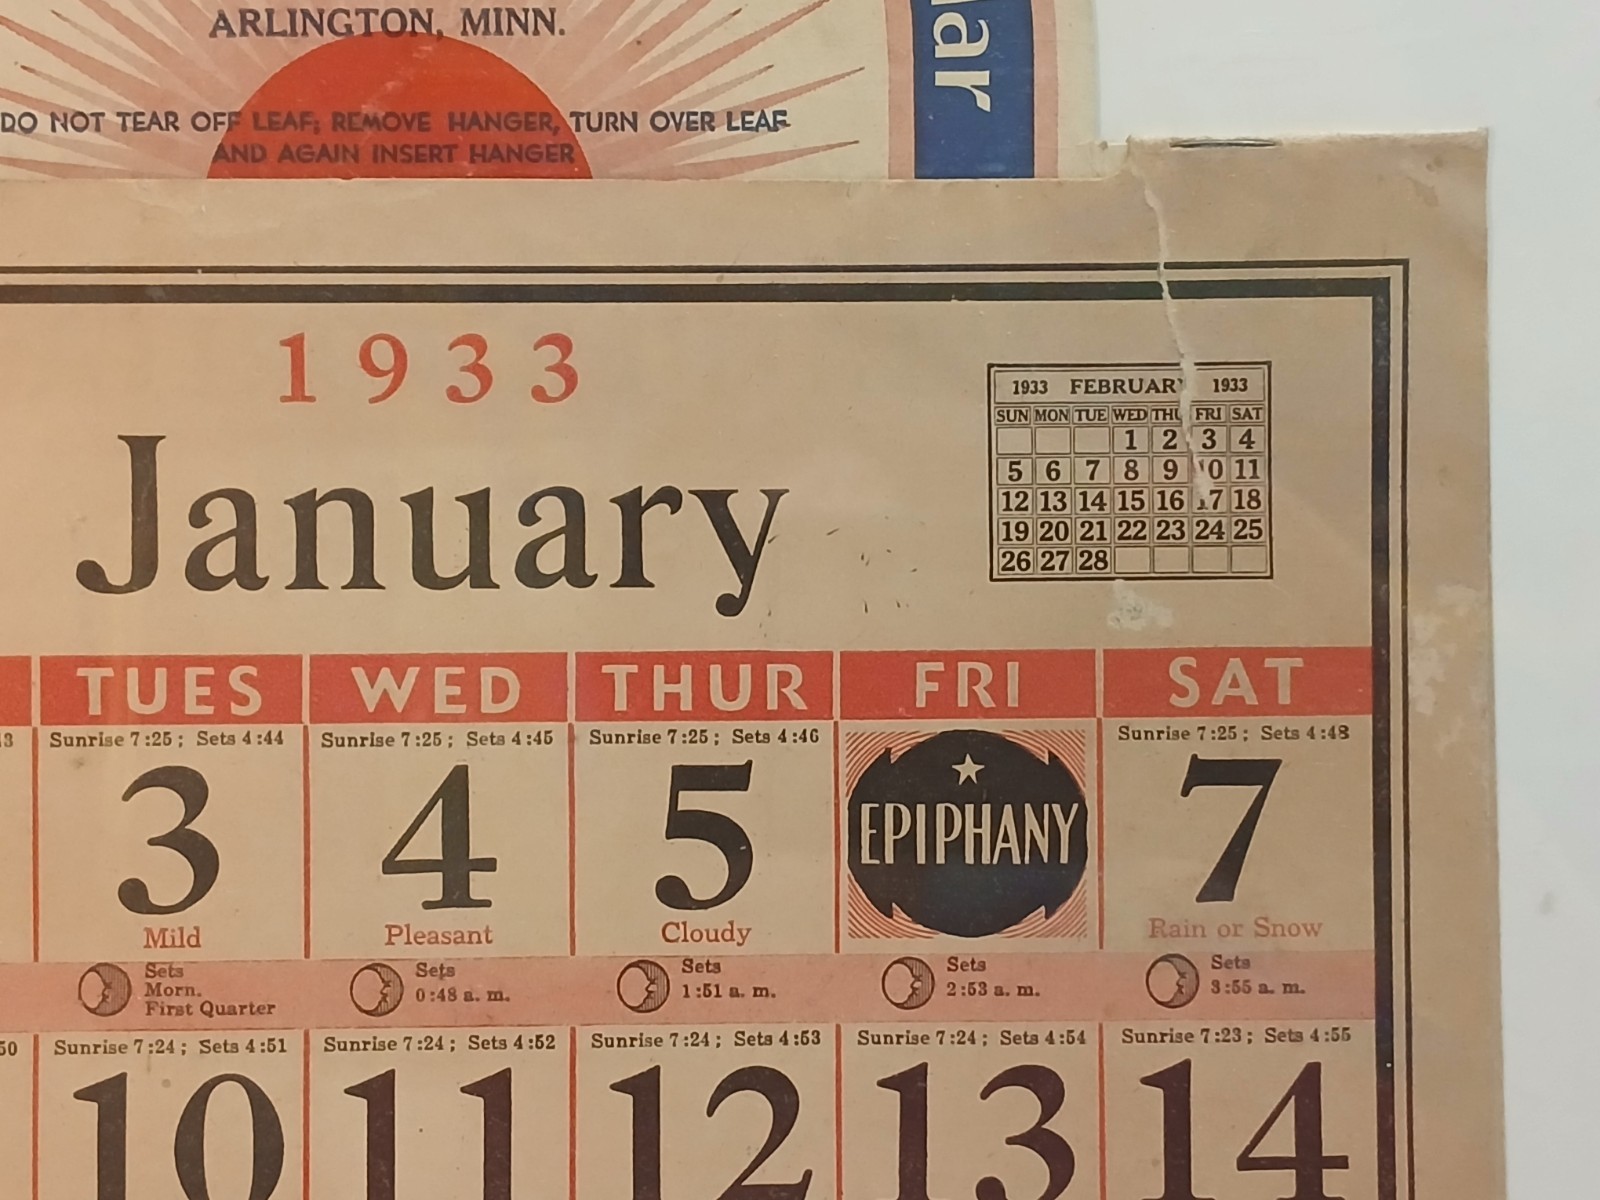 ARLINGTON, MINN.
lar
DO NOT TEAR OFF LEAF; REMOVE HANGER, TURN OVER LEAF
AND AGAIN INSERT HANGER
1933
January
1933 FEBRUARY 1933
SUN MON TUE WED THU FRI SAT
1 2 3 4
5 6 7 8 9 10 11
12 13 14 15 16 17 18
19 20 21 22 23 24 25
26 27 28
TUES WED THUR FRI SAT
3 Sunrise 7:25; Sets 4:44 Sunrise 7:25; Sets 4:45 Sunrise 7:25; Sets 4:46 Sunrise 7:25; Sets 4:48
3 4 5 EPIPHANY 7
Mild Pleasant Cloudy Rain or Snow
Sets Sets Sets Sets Sets
Morn. 0:48 a. m. 1:51 a. m. 2:53 a. m. 3:55 a. m.
First Quarter
50 Sunrise 7:24; Sets 4:51 Sunrise 7:24; Sets 4:52 Sunrise 7:24; Sets 4:53 Sunrise 7:24; Sets 4:54 Sunrise 7:23; Sets 4:55
10 11 12 13 14